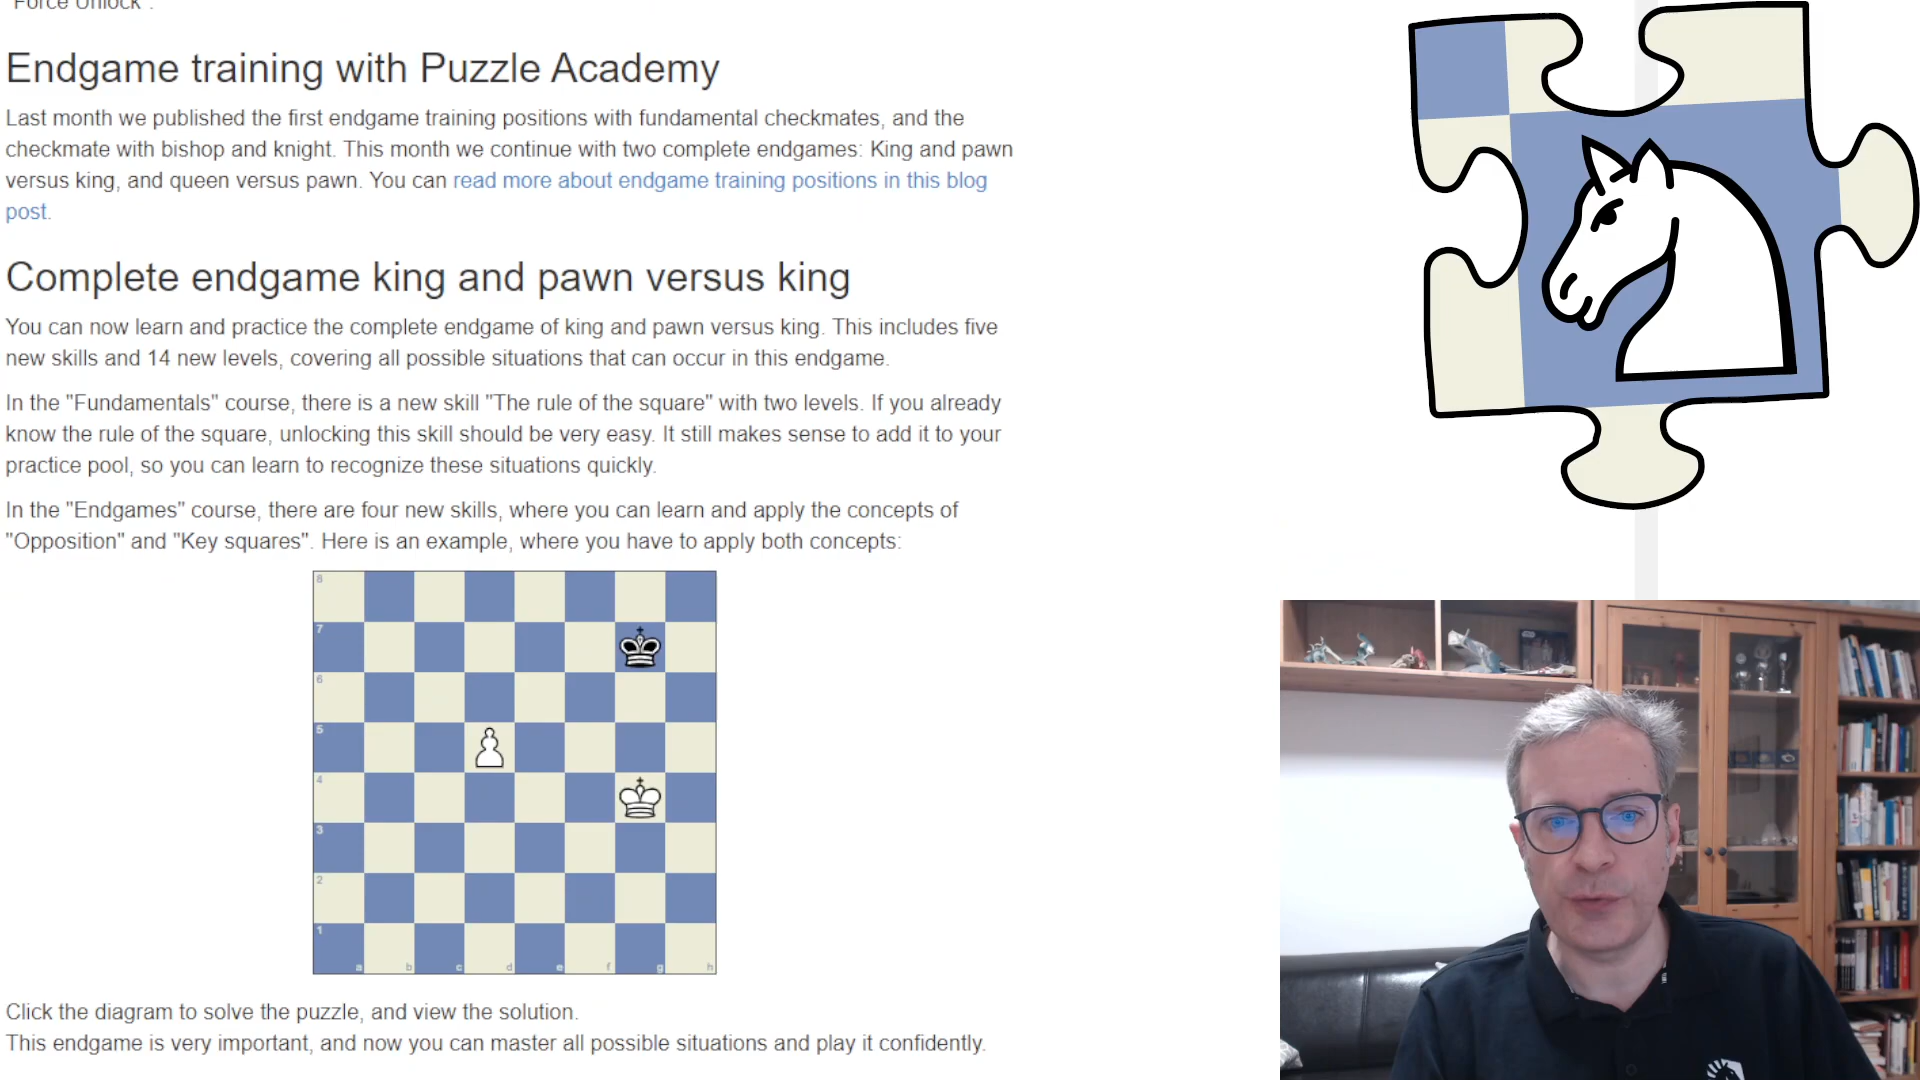 "Force Unlock".
Endgame training with Puzzle Academy
Last month we published the first endgame training positions with fundamental checkmates, and the
checkmate with bishop and knight. This month we continue with two complete endgames: King and pawn
versus king, and queen versus pawn. You can read more about endgame training positions in this blog
post.
Complete endgame king and pawn versus king
You can now learn and practice the complete endgame of king and pawn versus king. This includes five
new skills and 14 new levels, covering all possible situations that can occur in this endgame.
In the "Fundamentals" course, there is a new skill "The rule of the square" with two levels. If you already
know the rule of the square, unlocking this skill should be very easy. It still makes sense to add it to your
practice pool, so you can learn to recognize these situations quickly.
In the "Endgames" course, there are four new skills, where you can learn and apply the concepts of
"Opposition" and "Key squares". Here is an example, where you have to apply both concepts:
8
7
6
5
4
3
2
1
a b c d e f g h
Click the diagram to solve the puzzle, and view the solution.
This endgame is very important, and now you can master all possible situations and play it confidently.